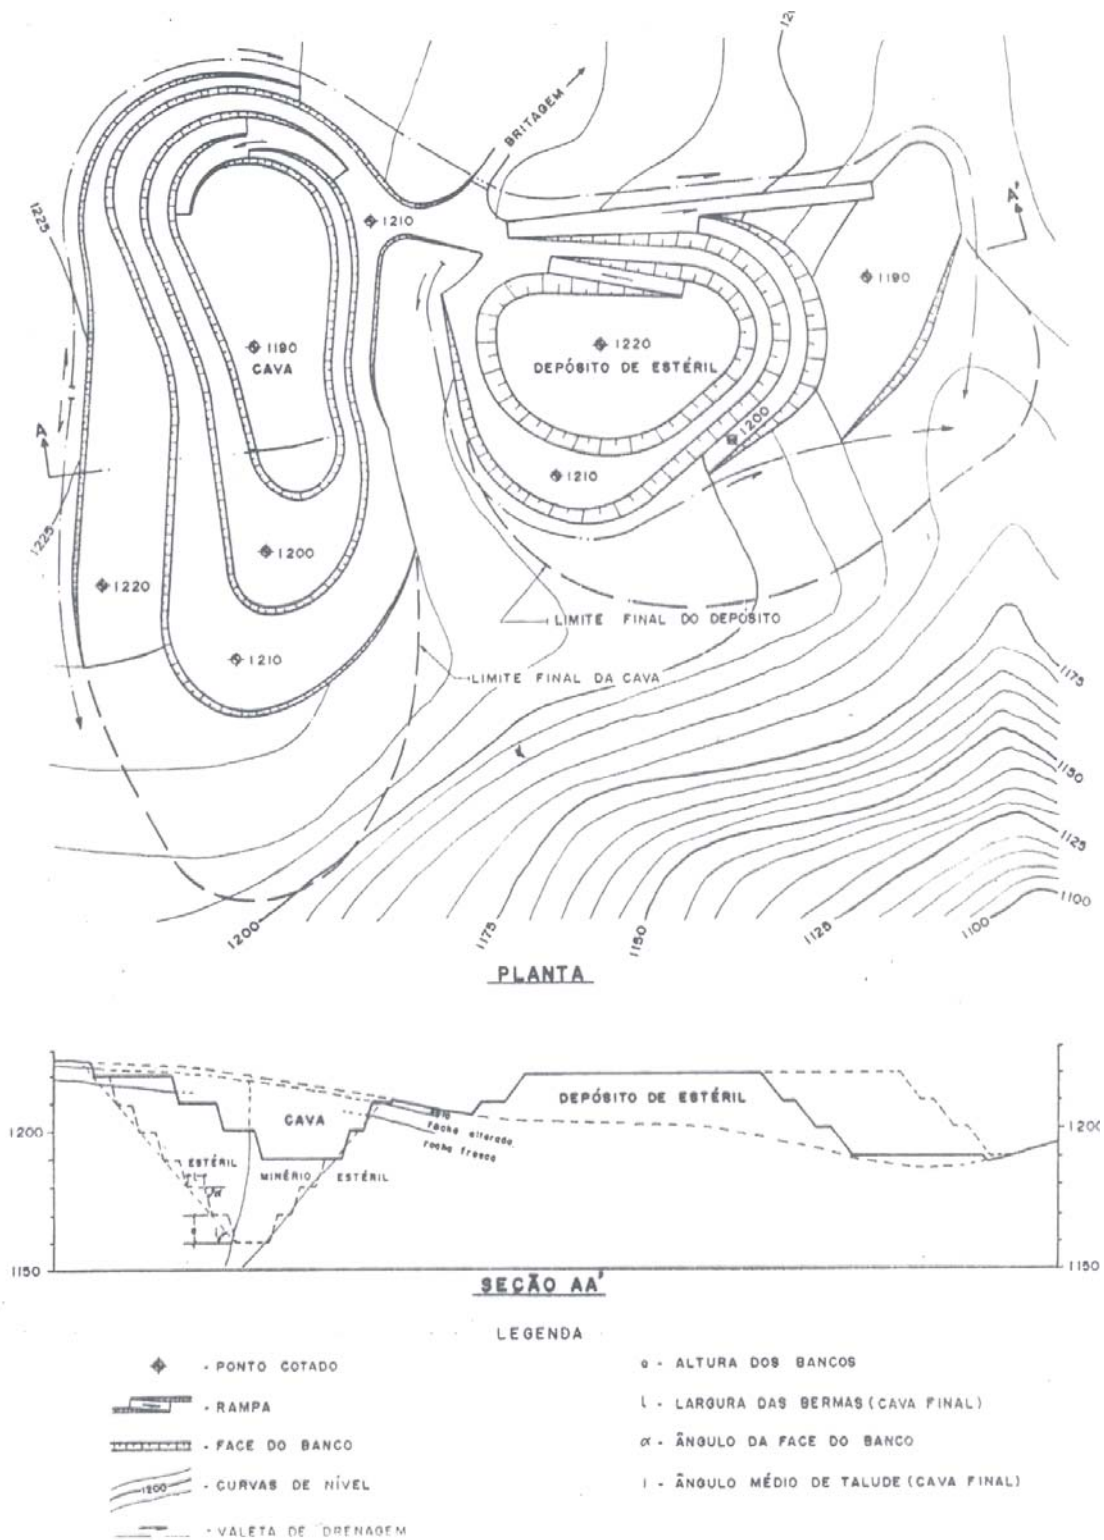 12
BRITAGEM
1225
1210
A'
1190
1190
CAVA
1220
DEPÓSITO DE ESTÉRIL
1200
A
1210
1225
1200
1220
LIMITE FINAL DO DEPÓSITO
1210
LIMITE FINAL DA CAVA
1175
1150
1125
1100
1200
1175
1150
1125
1100
PLANTA
DEPÓSITO DE ESTÉRIL
CAVA
solo
rocha alterada
rocha fresca
1200
1200
ESTÉRIL MINÉRIO ESTÉRIL
1150
1150
SEÇÃO AA'
LEGENDA
- PONTO COTADO
- RAMPA
- FACE DO BANCO
1200 - CURVAS DE NÍVEL
- VALETA DE DRENAGEM
a - ALTURA DOS BANCOS
l - LARGURA DAS BERMAS (CAVA FINAL)
α - ÂNGULO DA FACE DO BANCO
i - ÂNGULO MÉDIO DE TALUDE (CAVA FINAL)